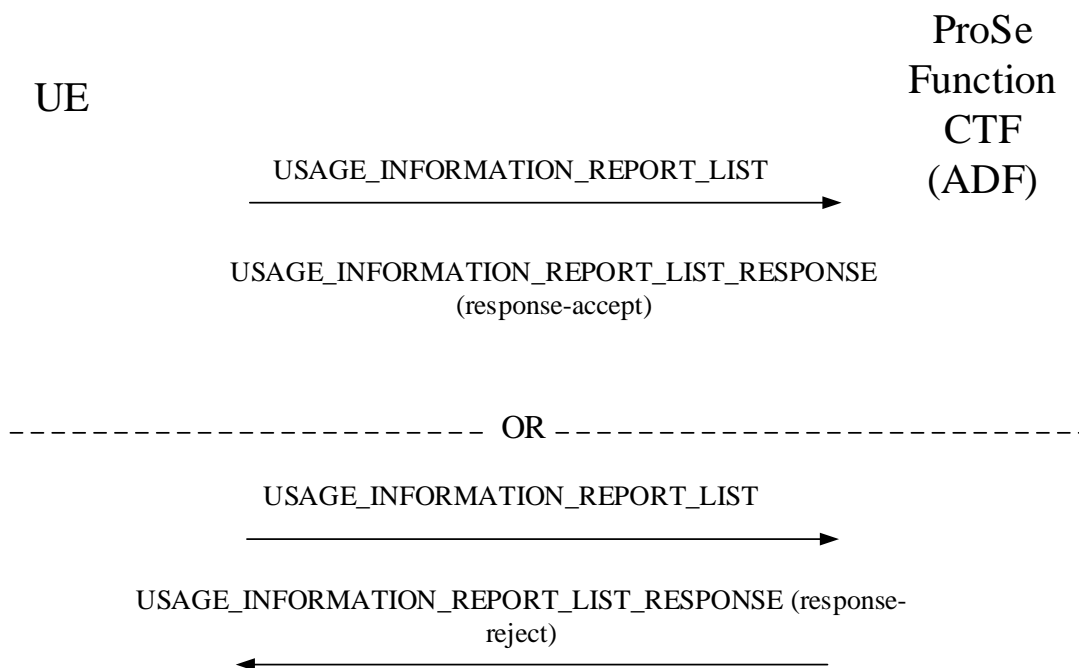 UE
ProSe
Function
CTF
(ADF)
USAGE_INFORMATION_REPORT_LIST
USAGE_INFORMATION_REPORT_LIST_RESPONSE
(response-accept)
OR
USAGE_INFORMATION_REPORT_LIST
USAGE_INFORMATION_REPORT_LIST_RESPONSE (response-
reject)